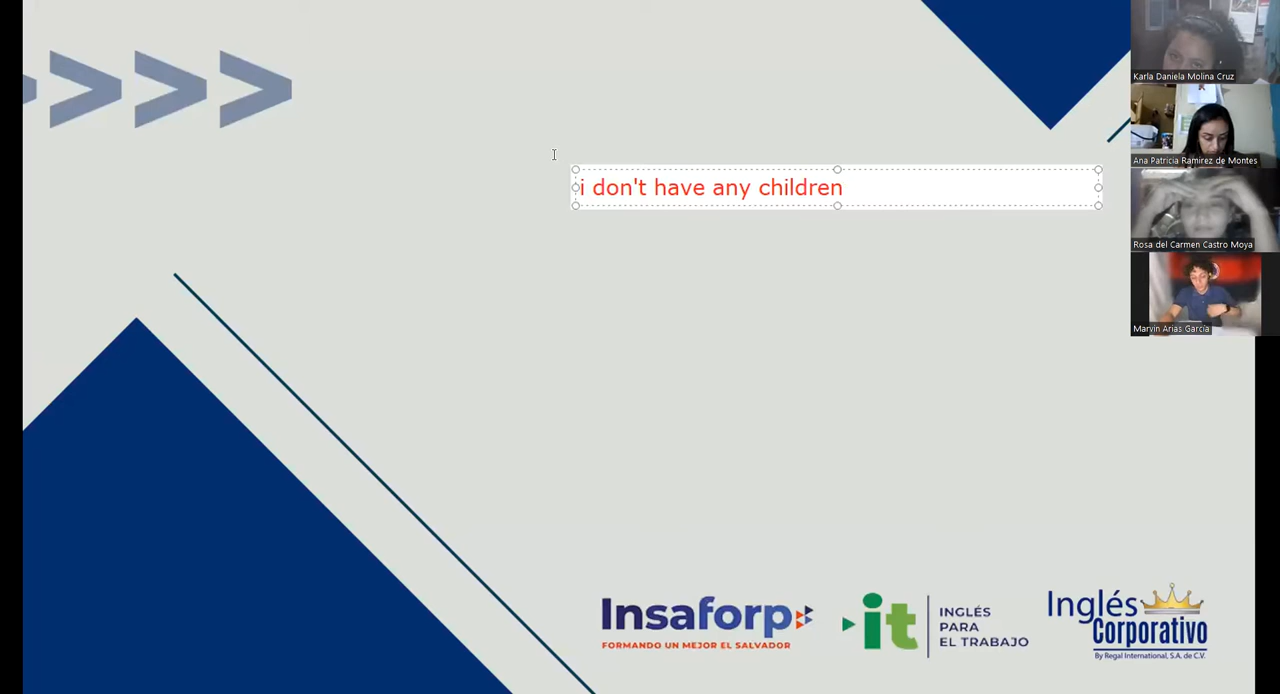 Karla Daniela Molina Cruz
Ana Patricia Ramirez de Montes
i don't have any children
Rosa del Carmen Castro Moya
Marvin Arias García
Insaforp
FORMANDO UN MEJOR EL SALVADOR
it
INGLÉS
PARA
EL TRABAJO
Inglés
Corporativo
By Regal International, S.A. de C.V.